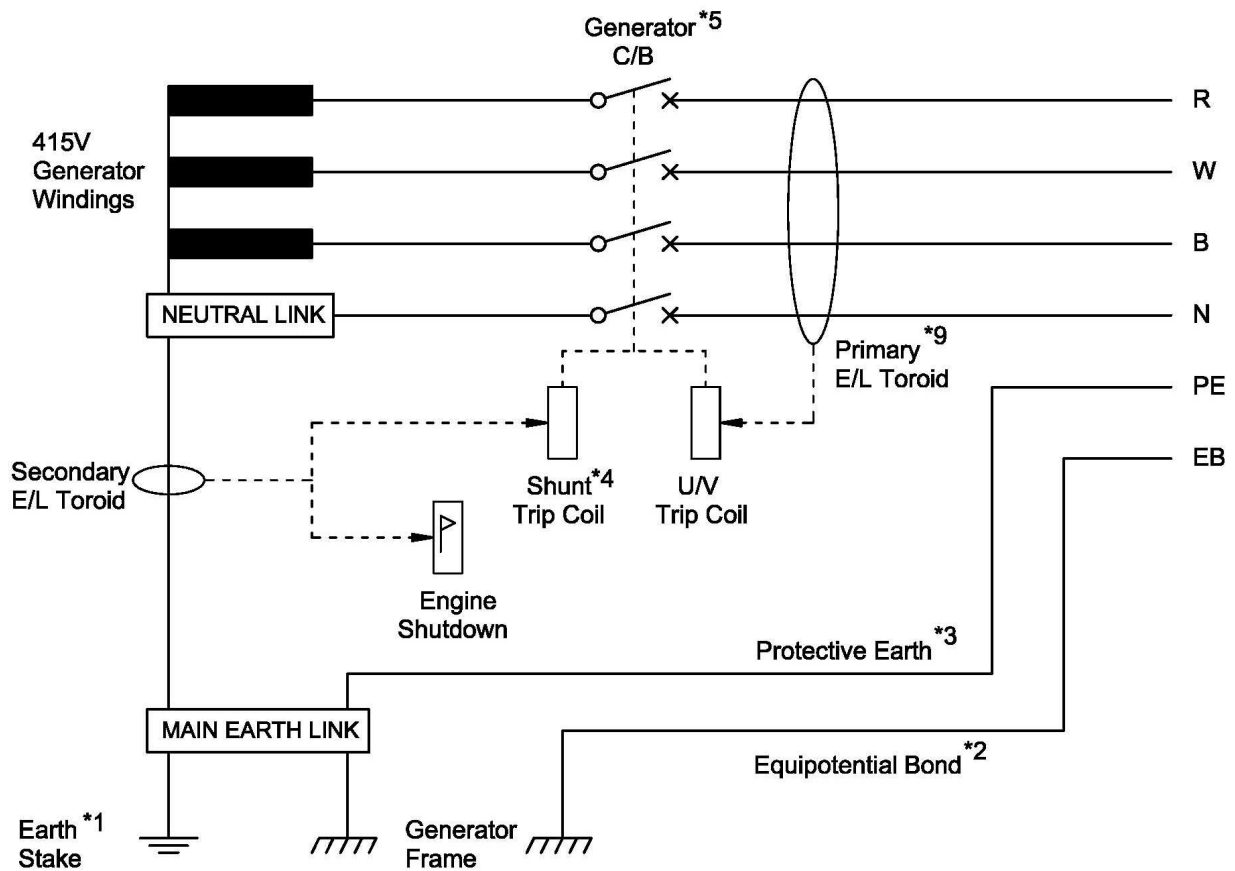 Generator *5
C/B
R
415V
Generator
Windings
W
B
NEUTRAL LINK
N
Primary *9
E/L Toroid
PE
Secondary
E/L Toroid
EB
Shunt *4
Trip Coil
U/V
Trip Coil
Engine
Shutdown
Protective Earth *3
MAIN EARTH LINK
Equipotential Bond *2
Earth *1
Stake
Generator
Frame